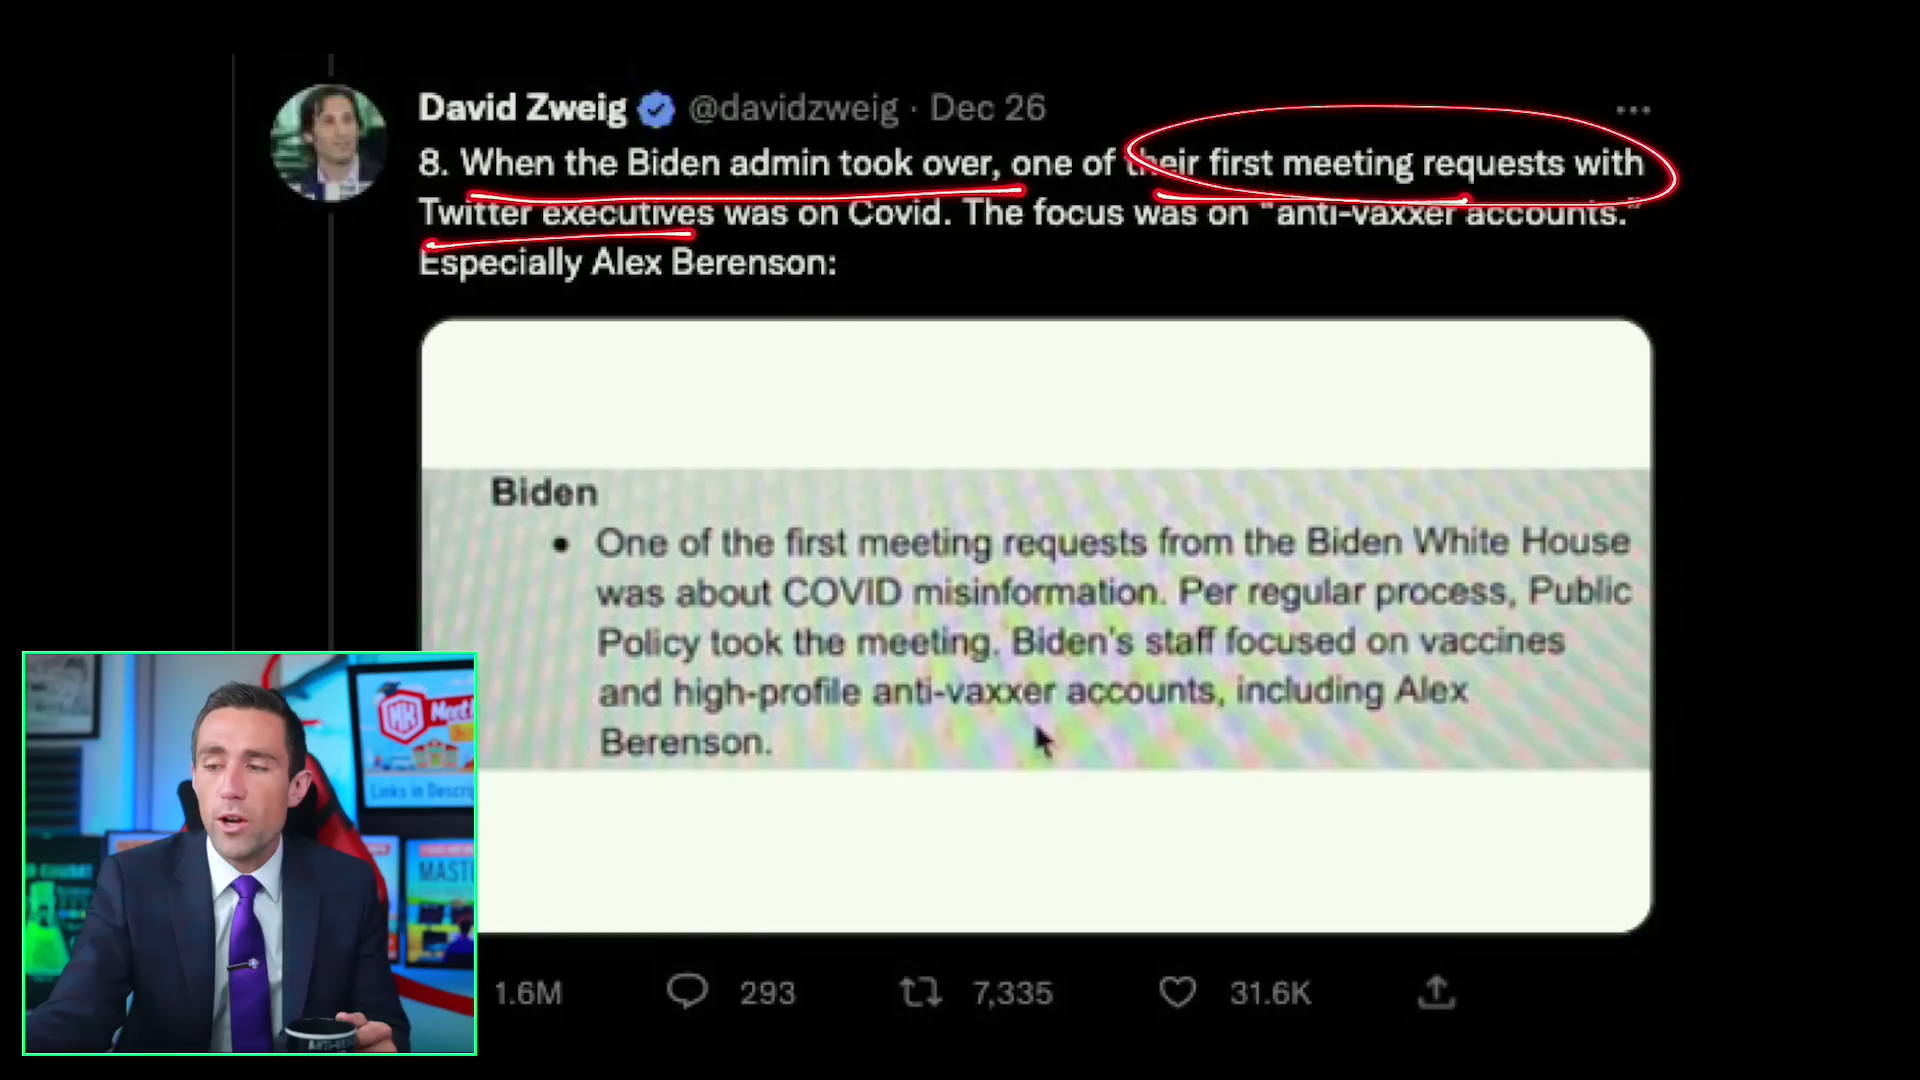 David Zweig @davidzweig · Dec 26
8. When the Biden admin took over, one of their first meeting requests with
Twitter executives was on Covid. The focus was on "anti-vaxxer accounts."
Especially Alex Berenson:
Biden
• One of the first meeting requests from the Biden White House
was about COVID misinformation. Per regular process, Public
Policy took the meeting. Biden's staff focused on vaccines
and high-profile anti-vaxxer accounts, including Alex
Berenson.
1.6M 293 7,335 31.6K
Links in Descri
MAST